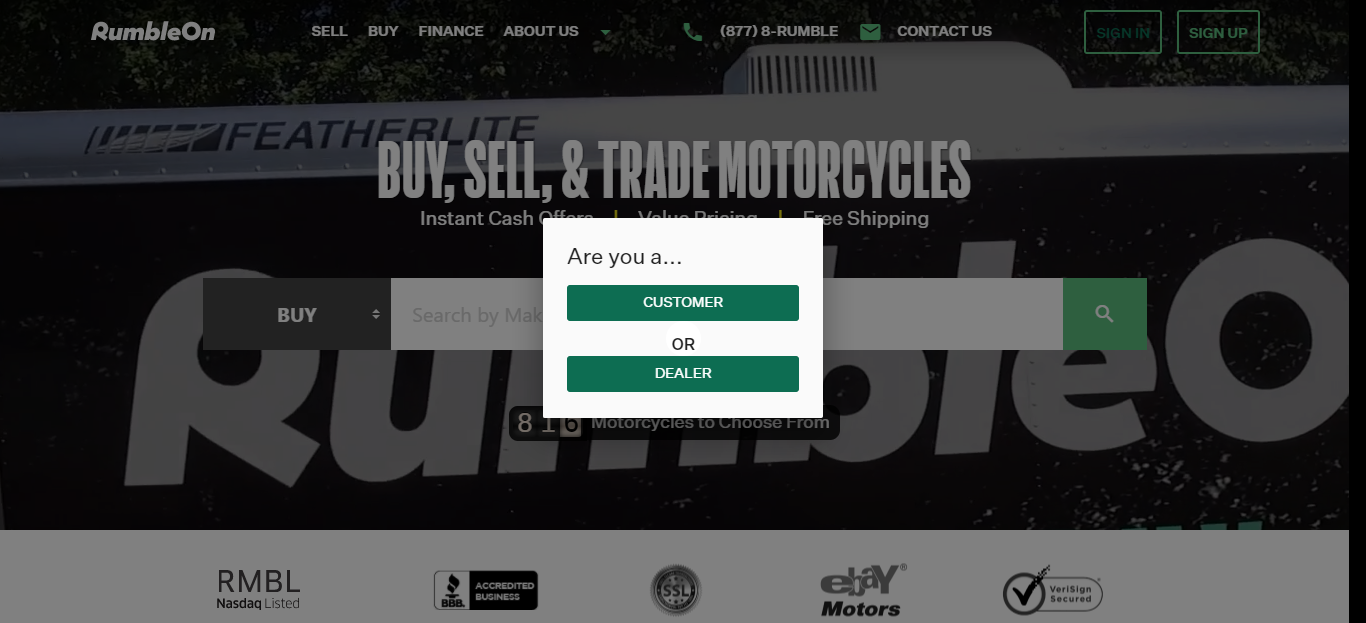 RumbleOn
SELL BUY FINANCE ABOUT US (877) 8-RUMBLE CONTACT US SIGN IN SIGN UP
FEATHERLITE
BUY, SELL, & TRADE MOTORCYCLES
Instant Cash Offers | Value Pricing | Free Shipping
Are you a...
CUSTOMER
OR
DEALER
BUY Search by Mak
RumbleO
816 Motorcycles to Choose From
RMBL
Nasdaq Listed
BBB.
ACCREDITED
BUSINESS
SSL
ebaY®
Motors
VeriSign
Secured